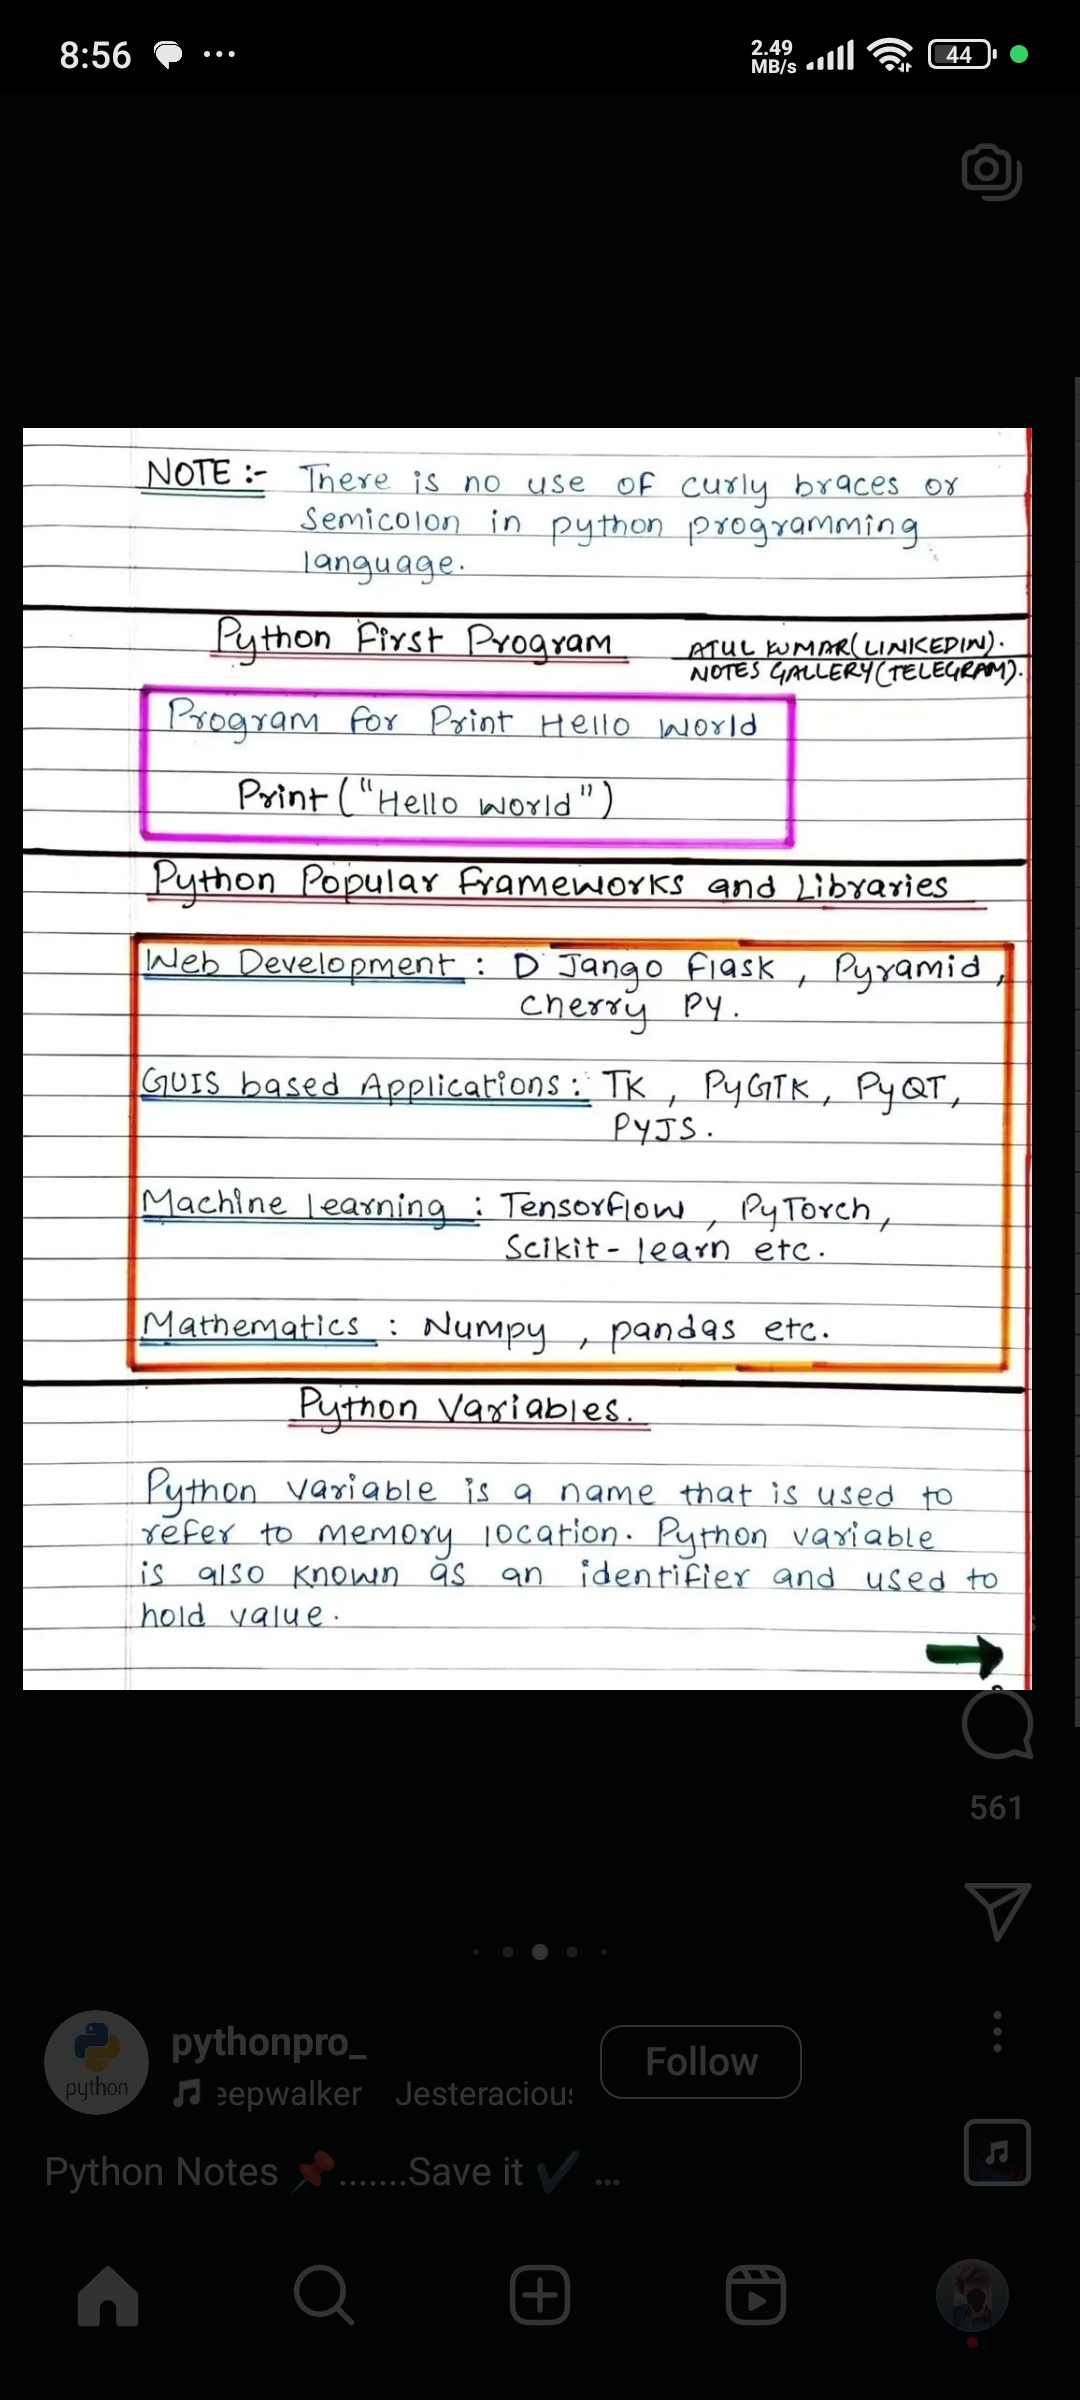 8:56 ...
2.49
MB/s
44
NOTE :- There is no use of curly braces or
Semicolon in python programming
language.
Python First Program
ATUL KUMAR(LINKEDIN).
NOTES GALLERY(TELEGRAM).
Program for Print Hello World
Print ("Hello World")
Python Popular Frameworks and Libraries
Web Development : D Jango Flask , Pyramid ,
Cherry PY.
GUIS based Applications : TK , PyGTK, PyQT,
PYJS.
Machine learning : Tensorflow , PyTorch,
Scikit - learn etc.
Mathematics : Numpy , pandas etc.
Python Variables.
Python variable is a name that is used to
refer to memory location. Python variable
is also known as an identifier and used to
hold value.
561
python
pythonpro_
eepwalker Jesteracious
Follow
Python Notes 📌.......Save it ✔ ...